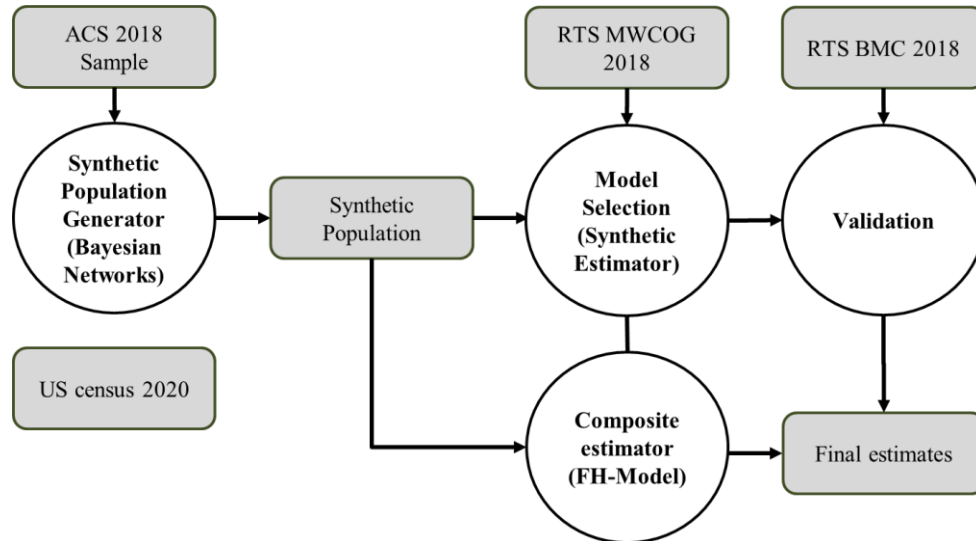 ACS 2018
Sample
RTS MWCOG
2018
RTS BMC 2018
Synthetic
Population
Generator
(Bayesian
Networks)
Synthetic
Population
Model
Selection
(Synthetic
Estimator)
Validation
US census 2020
Composite
estimator
(FH-Model)
Final estimates